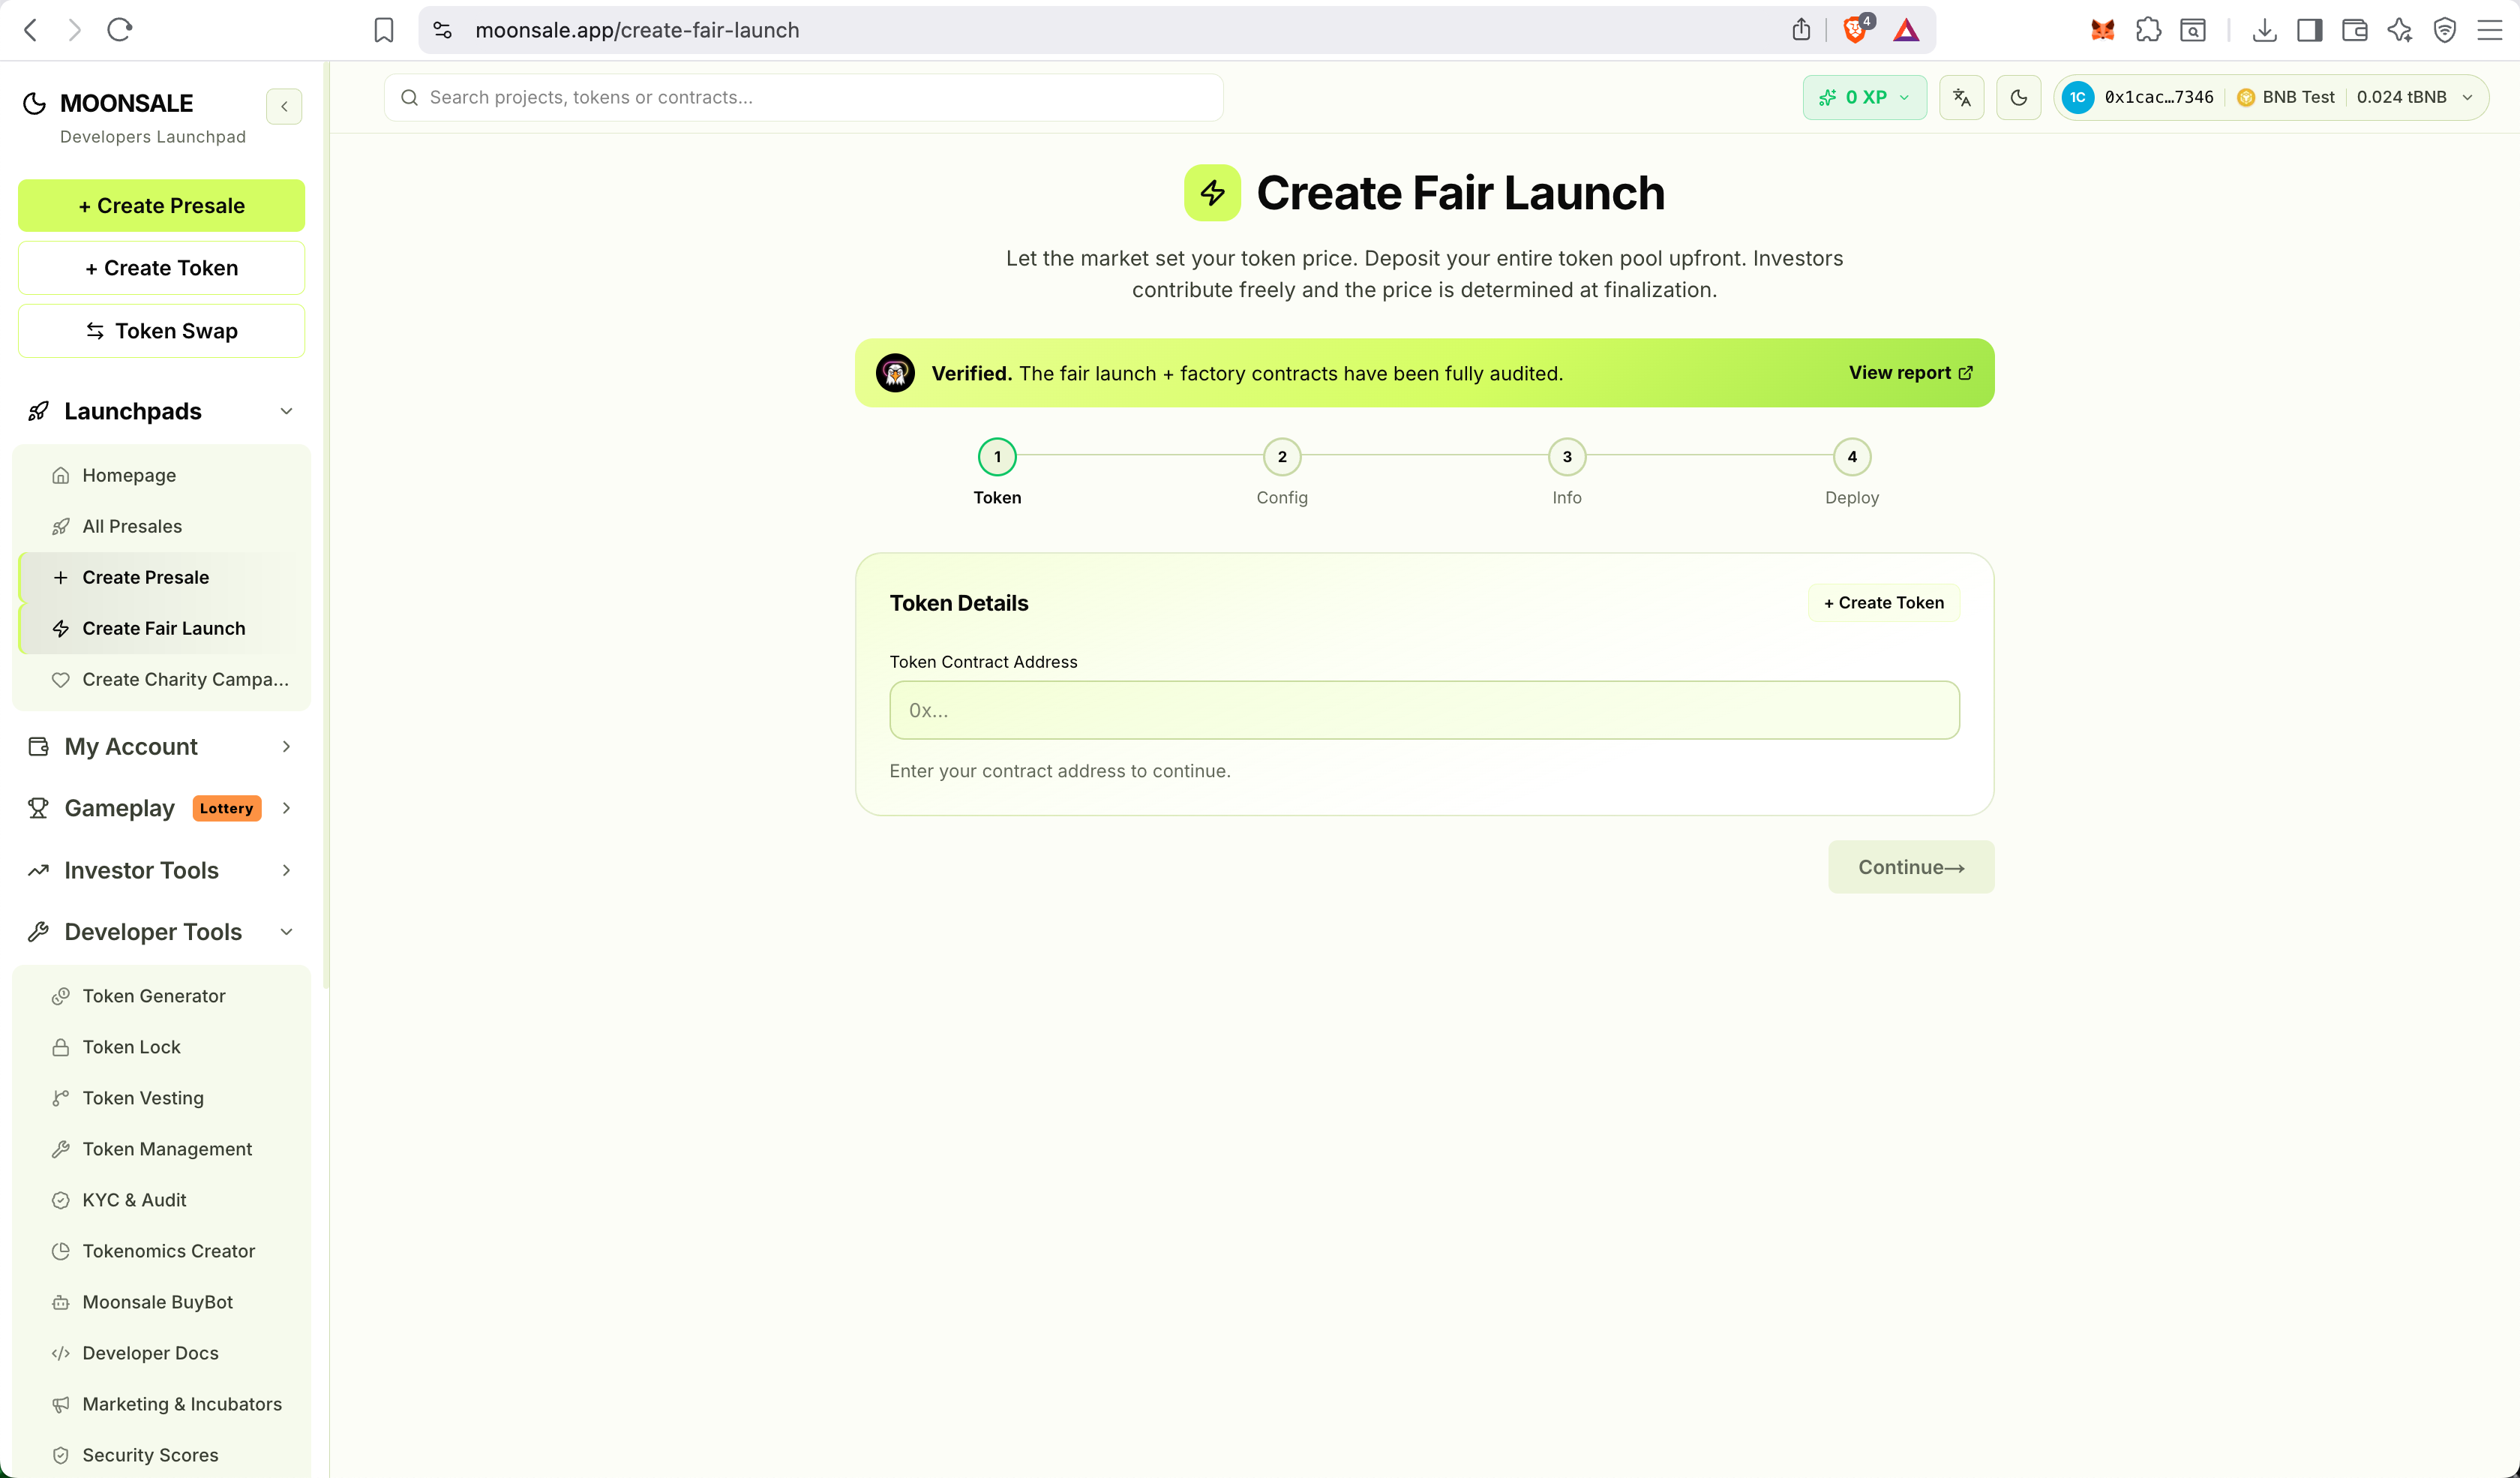 moonsale.app/create-fair-launch
4
MOONSALE
Developers Launchpad
+ Create Presale
+ Create Token
Token Swap
Launchpads
Homepage
All Presales
Create Presale
Create Fair Launch
Create Charity Campa...
My Account
Gameplay Lottery
Investor Tools
Developer Tools
Token Generator
Token Lock
Token Vesting
Token Management
KYC & Audit
Tokenomics Creator
Moonsale BuyBot
Developer Docs
Marketing & Incubators
Security Scores
Search projects, tokens or contracts...
0 XP
1C 0x1cac…7346 BNB Test 0.024 tBNB
Create Fair Launch
Let the market set your token price. Deposit your entire token pool upfront. Investors
contribute freely and the price is determined at finalization.
Verified. The fair launch + factory contracts have been fully audited.
View report
1 2 3 4
Token Config Info Deploy
Token Details
+ Create Token
Token Contract Address
0x...
Enter your contract address to continue.
Continue→